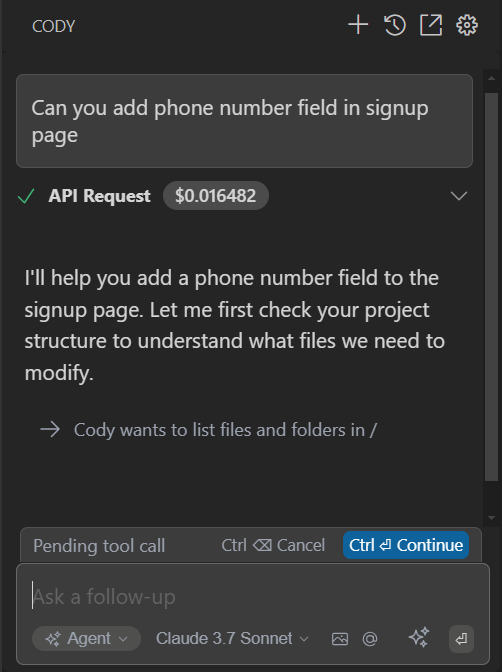 CODY
Can you add phone number field in signup
page
API Request $0.016482
I'll help you add a phone number field to the
signup page. Let me first check your project
structure to understand what files we need to
modify.
→ Cody wants to list files and folders in /
Pending tool call Ctrl ⌫ Cancel Ctrl ⏎ Continue
Ask a follow-up
Agent Claude 3.7 Sonnet @ ⏎